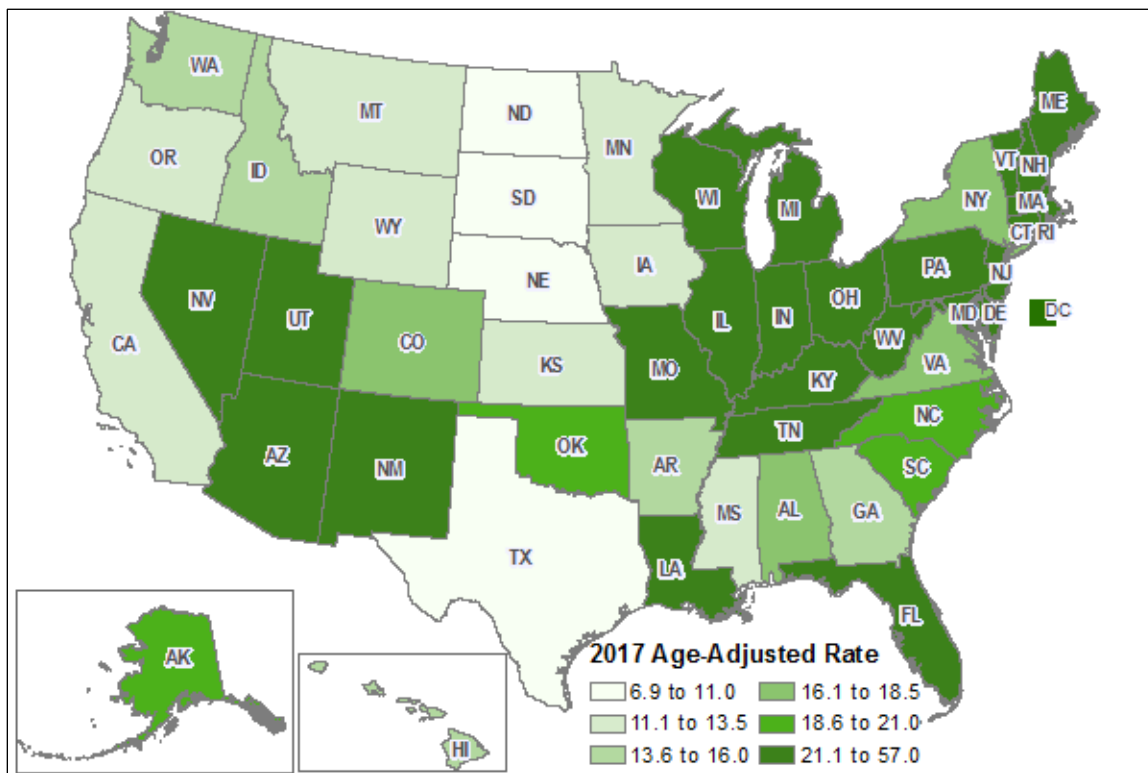 WA
MT
ND
ME
OR
MN
VT
NH
ID
SD
WI
NY
MA
WY
MI
CT RI
IA
PA
NE
NJ
OH
NV
IL
IN
MD DE
DC
UT
CO
WV
CA
VA
KS
MO
KY
NC
TN
OK
AZ
NM
AR
SC
MS
AL
GA
TX
LA
FL
AK
HI
2017 Age-Adjusted Rate
6.9 to 11.0
16.1 to 18.5
11.1 to 13.5
18.6 to 21.0
13.6 to 16.0
21.1 to 57.0